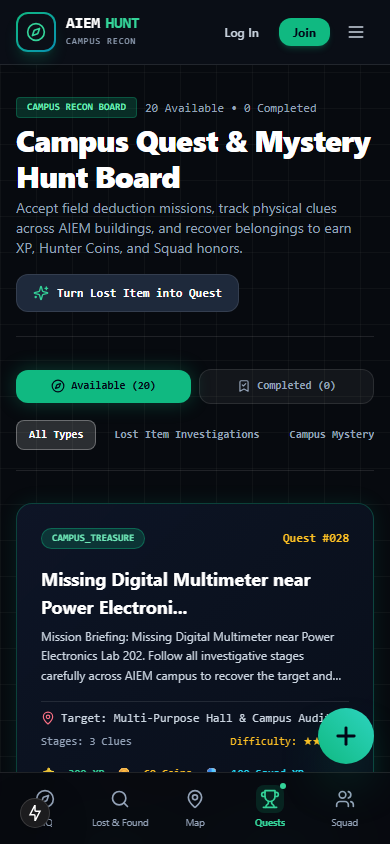 AIEM HUNT
CAMPUS RECON
Log In
Join
CAMPUS RECON BOARD
20 Available • 0 Completed
Campus Quest & Mystery
Hunt Board
Accept field deduction missions, track physical clues
across AIEM buildings, and recover belongings to earn
XP, Hunter Coins, and Squad honors.
Turn Lost Item into Quest
Available (20)
Completed (0)
All Types
Lost Item Investigations
Campus Mystery
CAMPUS_TREASURE
Quest #028
Missing Digital Multimeter near
Power Electroni...
Mission Briefing: Missing Digital Multimeter near Power
Electronics Lab 202. Follow all investigative stages
carefully across AIEM campus to recover the target and...
Target: Multi-Purpose Hall & Campus
Stages: 3 Clues
Difficulty: ★★
Lost & Found
Map
Quests
Squad